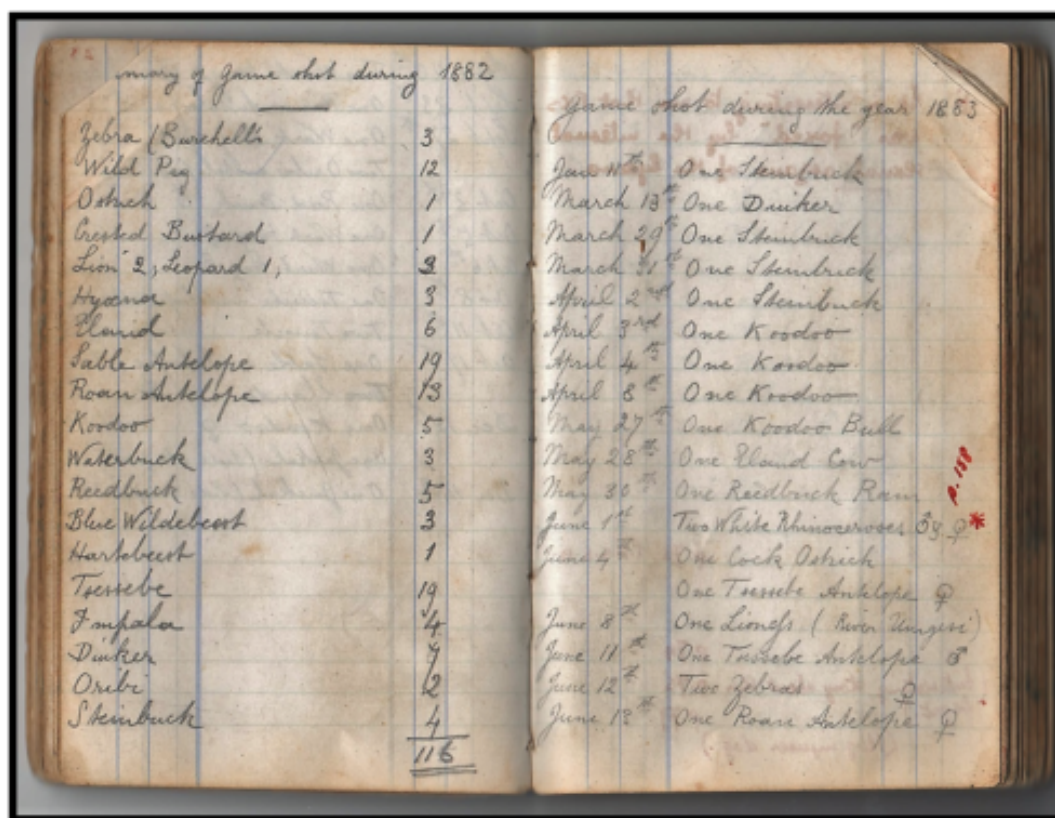 mary of Game shot during 1882
Zebra (Burchell's 3
Wild Pig 12
Ostrich 1
Crested Bustard 1
Lion 2, Leopard 1, 3
Hyæna 3
Eland 6
Sable Antelope 19
Roan Antelope 13
Koodoo 5
Waterbuck 3
Reedbuck 5
Blue Wildebeest 3
Hartebeest 1
Tsessebe 19
Impala 4
Duiker 9
Oribi 2
Steinbuck 4
116
Game shot during the year 1883
Jan 11th One Steinbuck
March 13th One Duiker
March 29th One Steinbuck
March 31st One Steinbuck
April 2nd One Steinbuck
April 3rd One Koodoo
April 4th One Koodoo
April 8th One Koodoo
May 27th One Koodoo Bull
May 28th One Eland Cow
May 30th One Reedbuck Ram
p. 158
June 1st Two White Rhinoceroses ♂ & ♀ *
June 4th One Cock Ostrich
One Tsessebe Antelope ♀
June 8th One Lioness (River Umgesi)
June 11th One Tsessebe Antelope ♂
June 12th Two Zebras ♀
June 13th One Roan Antelope ♀